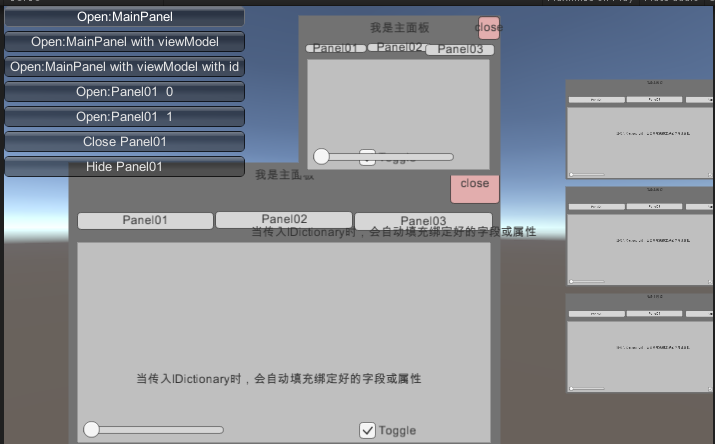 Open:MainPanel
Open:MainPanel with viewModel
Open:MainPanel with viewModel with id
Open:Panel01 0
Open:Panel01 1
Close Panel01
Hide Panel01
我是主面板
close
Panel01
Panel02
Panel03
Toggle
我是主面板
close
Panel01
Panel02
Panel03
当传入IDictionary时，会自动填充绑定好的字段或属性
当传入IDictionary时，会自动填充绑定好的字段或属性
Toggle